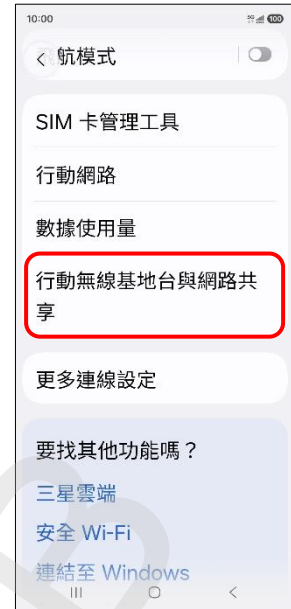 10:00
5G 100
航模式
SIM 卡管理工具
行動網路
數據使用量
行動無線基地台與網路共
享
更多連線設定
要找其他功能嗎？
三星雲端
安全 Wi-Fi
連結至 Windows